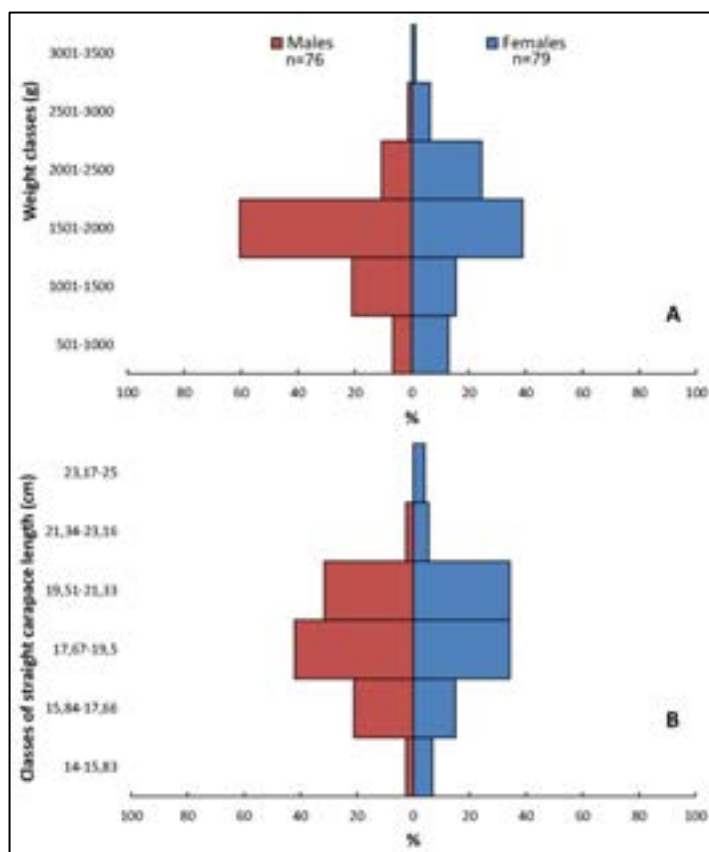 Males
n=76
Females
n=79
Weight classes (g)
3001-3500
2501-3000
2001-2500
1501-2000
1001-1500
501-1000
A
100 80 60 40 20 0 20 40 60 80 100
%
Classes of straight carapace length (cm)
23,17-25
21,34-23,16
19,51-21,33
17,67-19,5
15,84-17,66
14-15,83
B
100 80 60 40 20 0 20 40 60 80 100
%